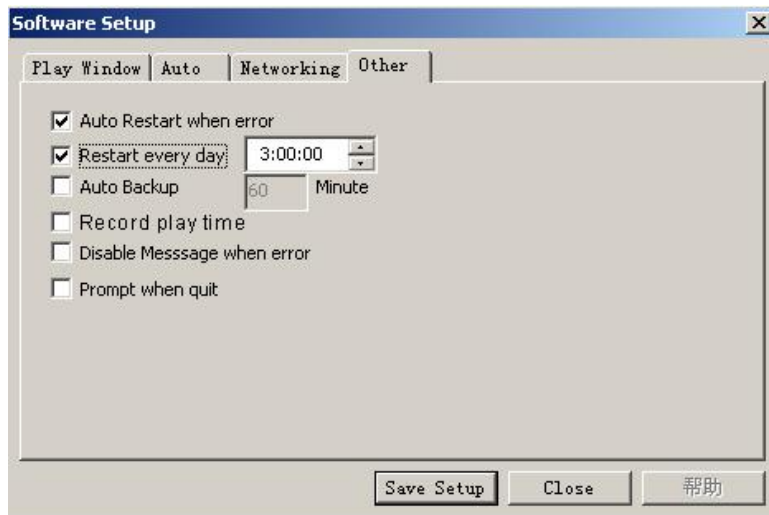 Software Setup
Play Window Auto Networking Other
Auto Restart when error
Restart every day 3:00:00
Auto Backup 60 Minute
Record play time
Disable Messsage when error
Prompt when quit
Save Setup Close 帮助